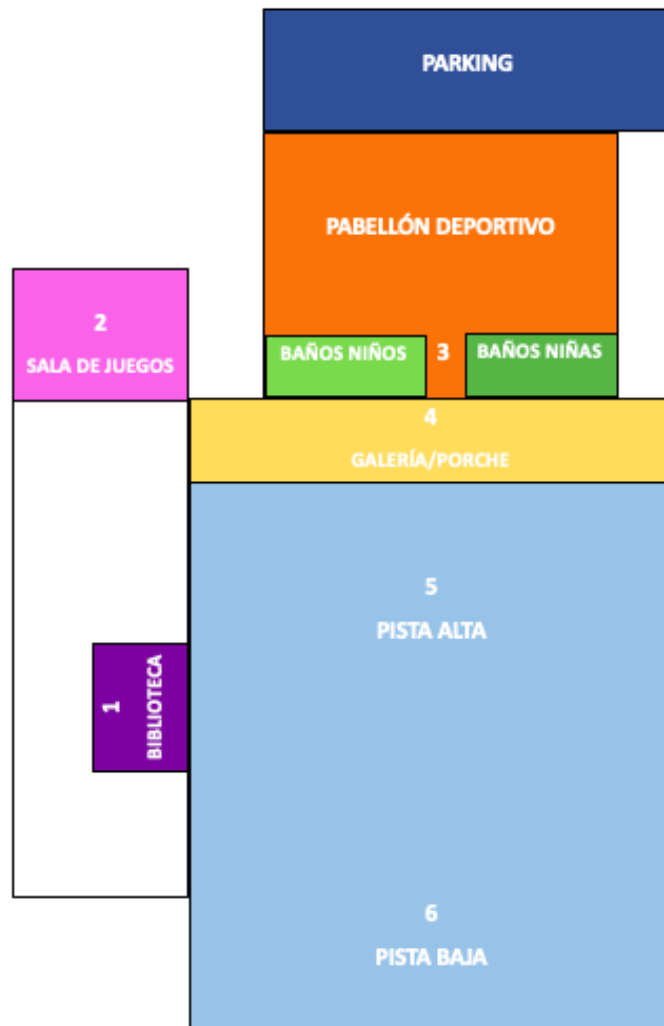 PARKING
PABELLÓN DEPORTIVO
2
SALA DE JUEGOS
BAÑOS NIÑOS
3
BAÑOS NIÑAS
4
GALERÍA/PORCHE
5
PISTA ALTA
1
BIBLIOTECA
6
PISTA BAJA